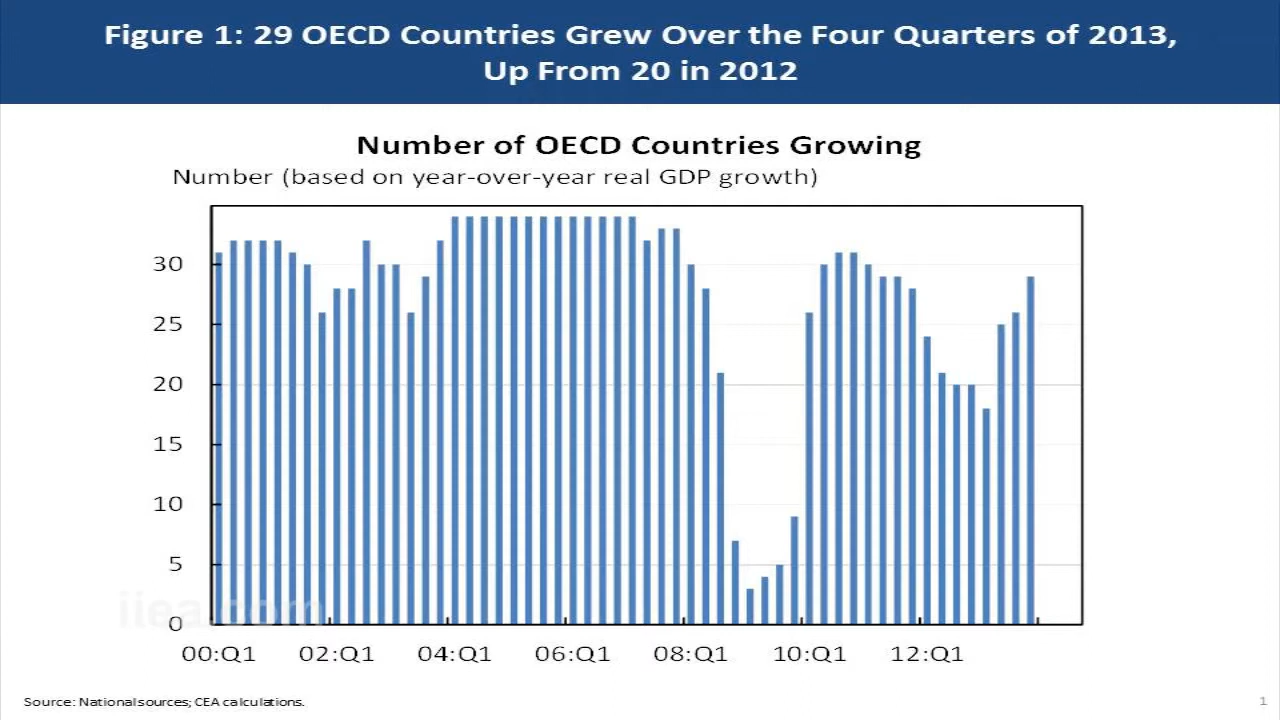 Figure 1: 29 OECD Countries Grew Over the Four Quarters of 2013,
Up From 20 in 2012
Number of OECD Countries Growing
Number (based on year-over-year real GDP growth)
30
25
20
15
10
5
0
iiea.com
00:Q1 02:Q1 04:Q1 06:Q1 08:Q1 10:Q1 12:Q1
Source: National sources; CEA calculations.
1